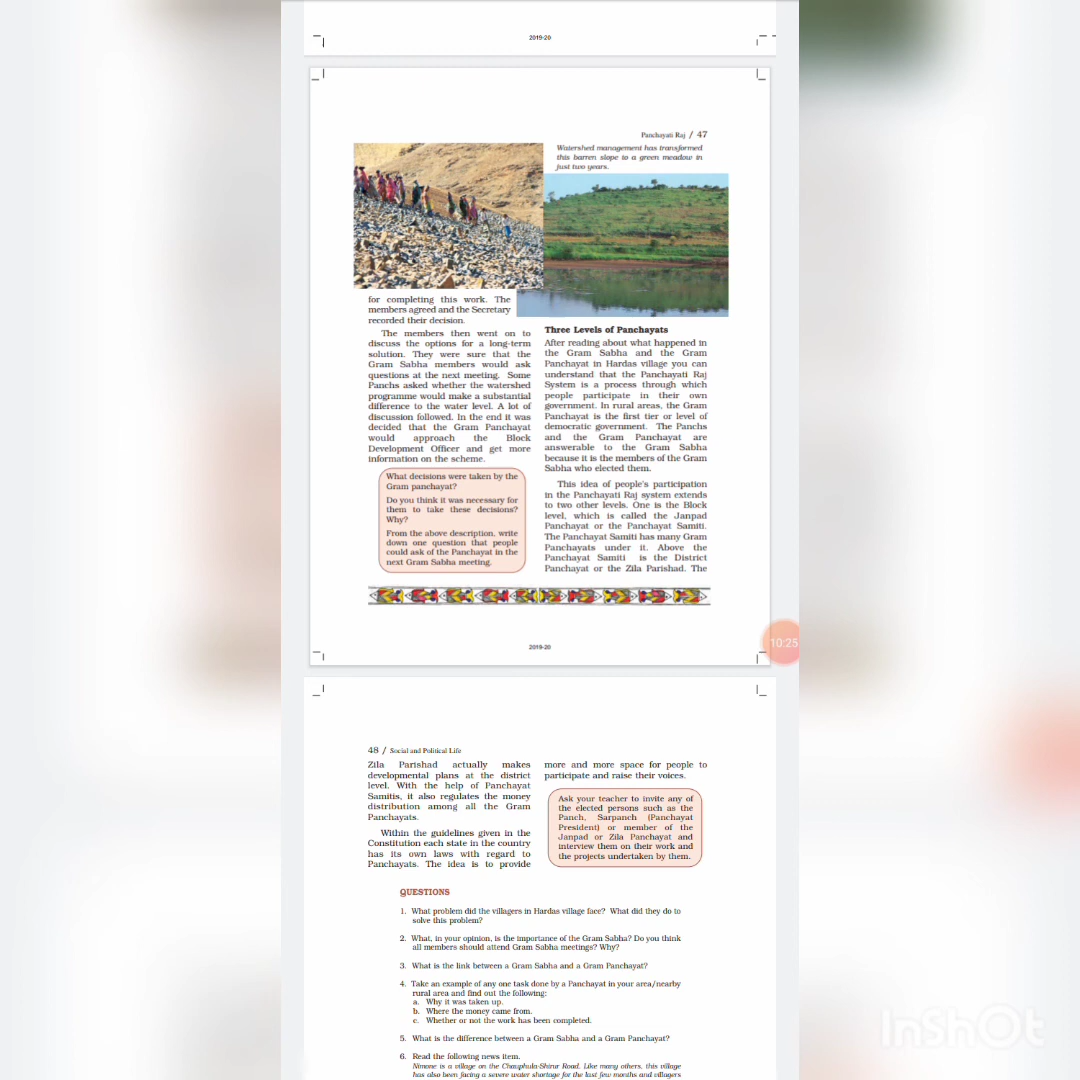 2019-20
Panchayati Raj / 47
Watershed management has transformed
this barren slope to a green meadow in
just two years.
for completing this work. The
members agreed and the Secretary
recorded their decision.
The members then went on to
discuss the options for a long-term
solution. They were sure that the
Gram Sabha members would ask
questions at the next meeting. Some
Panchs asked whether the watershed
programme would make a substantial
difference to the water level. A lot of
discussion followed. In the end it was
decided that the Gram Panchayat
would approach the Block
Development Officer and get more
information on the scheme.
What decisions were taken by the
Gram panchayat?
Do you think it was necessary for
them to take these decisions?
Why?
From the above description, write
down one question that people
could ask of the Panchayat in the
next Gram Sabha meeting.
Three Levels of Panchayats
After reading about what happened in
the Gram Sabha and the Gram
Panchayat in Hardas village you can
understand that the Panchayati Raj
System is a process through which
people participate in their own
government. In rural areas, the Gram
Panchayat is the first tier or level of
democratic government. The Panchs
and the Gram Panchayat are
answerable to the Gram Sabha
because it is the members of the Gram
Sabha who elected them.
This idea of people's participation
in the Panchayati Raj system extends
to two other levels. One is the Block
level, which is called the Janpad
Panchayat or the Panchayat Samiti.
The Panchayat Samiti has many Gram
Panchayats under it. Above the
Panchayat Samiti is the District
Panchayat or the Zila Parishad. The
10:25
2019-20
48 / Social and Political Life
Zila Parishad actually makes
developmental plans at the district
level. With the help of Panchayat
Samitis, it also regulates the money
distribution among all the Gram
Panchayats.
Within the guidelines given in the
Constitution each state in the country
has its own laws with regard to
Panchayats. The idea is to provide
more and more space for people to
participate and raise their voices.
Ask your teacher to invite any of
the elected persons such as the
Panch, Sarpanch (Panchayat
President) or member of the
Janpad or Zila Panchayat and
interview them on their work and
the projects undertaken by them.
QUESTIONS
1. What problem did the villagers in Hardas village face? What did they do to
solve this problem?
2. What, in your opinion, is the importance of the Gram Sabha? Do you think
all members should attend Gram Sabha meetings? Why?
3. What is the link between a Gram Sabha and a Gram Panchayat?
4. Take an example of any one task done by a Panchayat in your area/nearby
rural area and find out the following:
a. Why it was taken up.
b. Where the money came from.
c. Whether or not the work has been completed.
5. What is the difference between a Gram Sabha and a Gram Panchayat?
6. Read the following news item.
Nimone is a village on the Chauphula-Shirur Road. Like many others, this village
has also been facing a severe water shortage for the last few months and villagers
InShOt